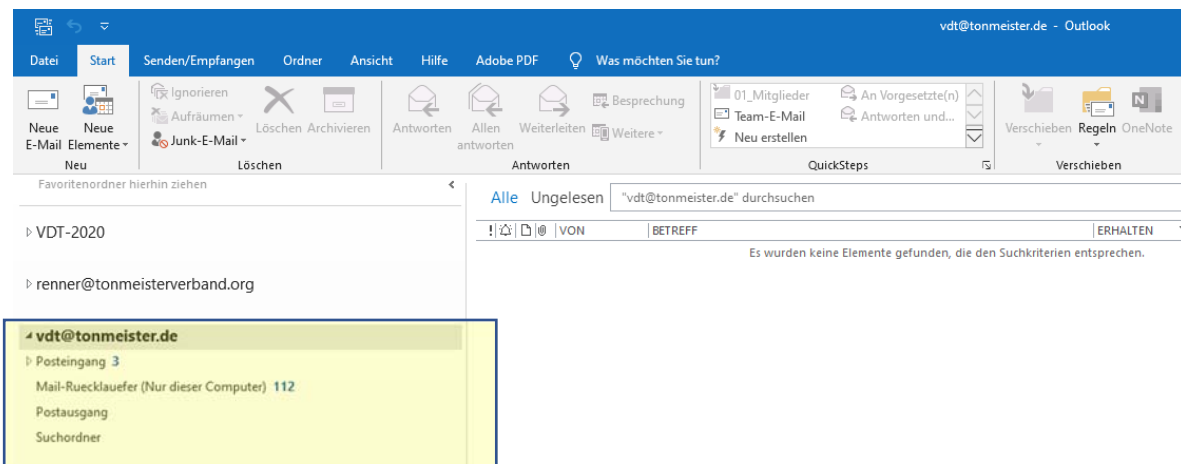 vdt@tonmeister.de - Outlook
Datei Start Senden/Empfangen Ordner Ansicht Hilfe Adobe PDF Was möchten Sie tun?
Neue E-Mail
Neue Elemente
Neu
Ignorieren
Aufräumen
Junk-E-Mail
Löschen Archivieren
Löschen
Antworten
Allen antworten
Weiterleiten
Besprechung
Weitere
Antworten
01_Mitglieder
Team-E-Mail
Neu erstellen
An Vorgesetzte(n)
Antworten und...
QuickSteps
Verschieben
Regeln
OneNote
Verschieben
Favoritenordner hierhin ziehen
VDT-2020
renner@tonmeisterverband.org
vdt@tonmeister.de
Posteingang 3
Mail-Ruecklauefer (Nur dieser Computer) 112
Postausgang
Suchordner
Alle Ungelesen "vdt@tonmeister.de" durchsuchen
VON BETREFF ERHALTEN
Es wurden keine Elemente gefunden, die den Suchkriterien entsprechen.